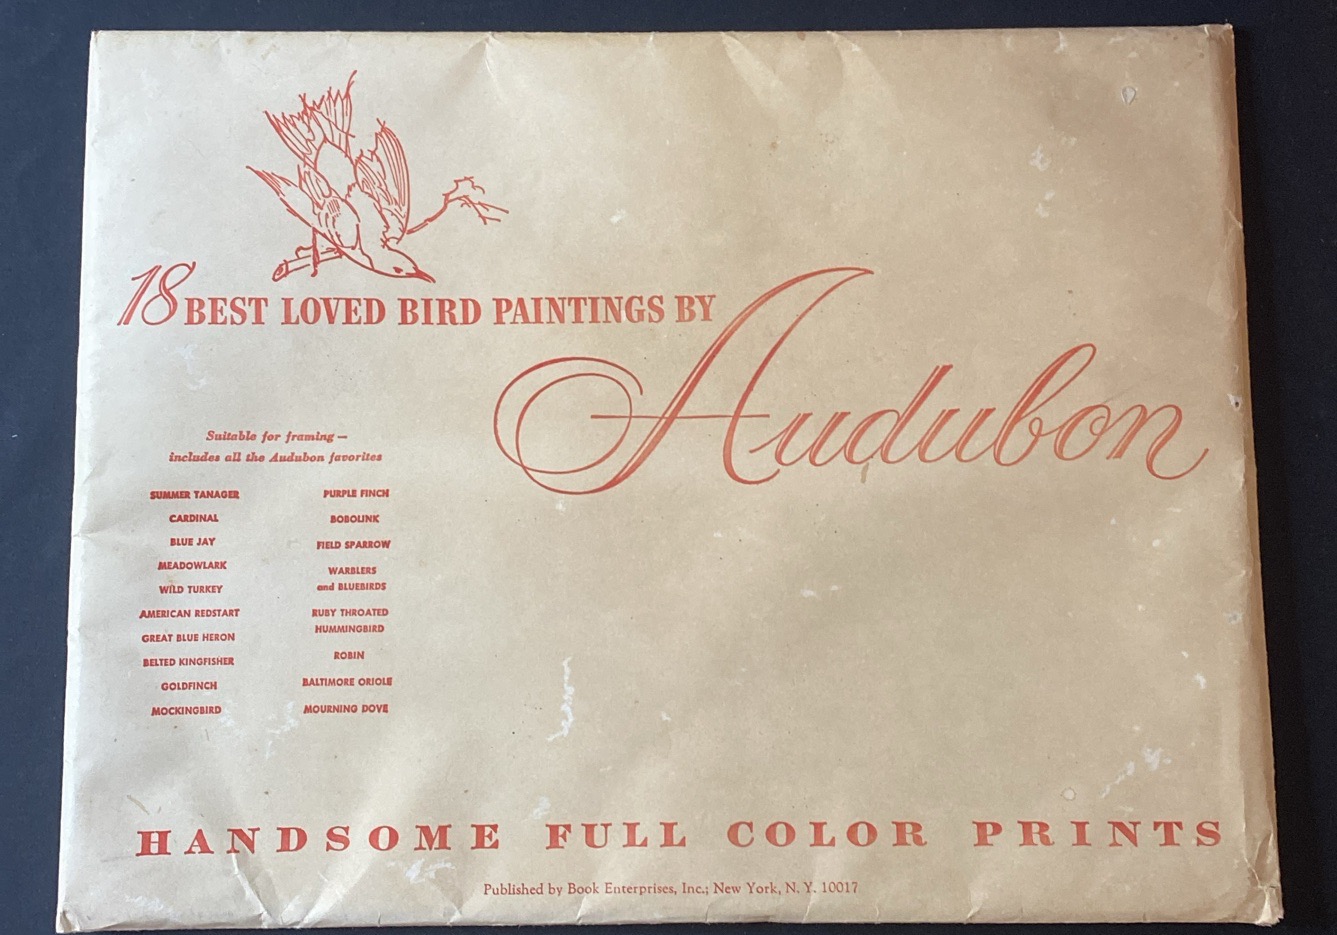 18 BEST LOVED BIRD PAINTINGS BY
Audubon
Suitable for framing —
includes all the Audubon favorites
SUMMER TANAGER
CARDINAL
BLUE JAY
MEADOWLARK
WILD TURKEY
AMERICAN REDSTART
GREAT BLUE HERON
BELTED KINGFISHER
GOLDFINCH
MOCKINGBIRD
PURPLE FINCH
BOBOLINK
FIELD SPARROW
WARBLERS
and BLUEBIRDS
RUBY THROATED
HUMMINGBIRD
ROBIN
BALTIMORE ORIOLE
MOURNING DOVE
HANDSOME FULL COLOR PRINTS
Published by Book Enterprises, Inc.; New York, N. Y. 10017